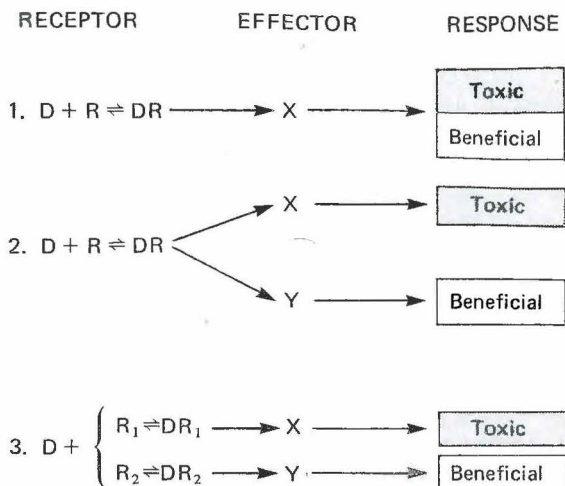 RECEPTOR EFFECTOR RESPONSE
Toxic
1. D + R ⇌ DR → X →
Beneficial
X → Toxic
2. D + R ⇌ DR
Y → Beneficial
R₁⇌DR₁ → X → Toxic
3. D + {
R₂⇌DR₂ → Y → Beneficial